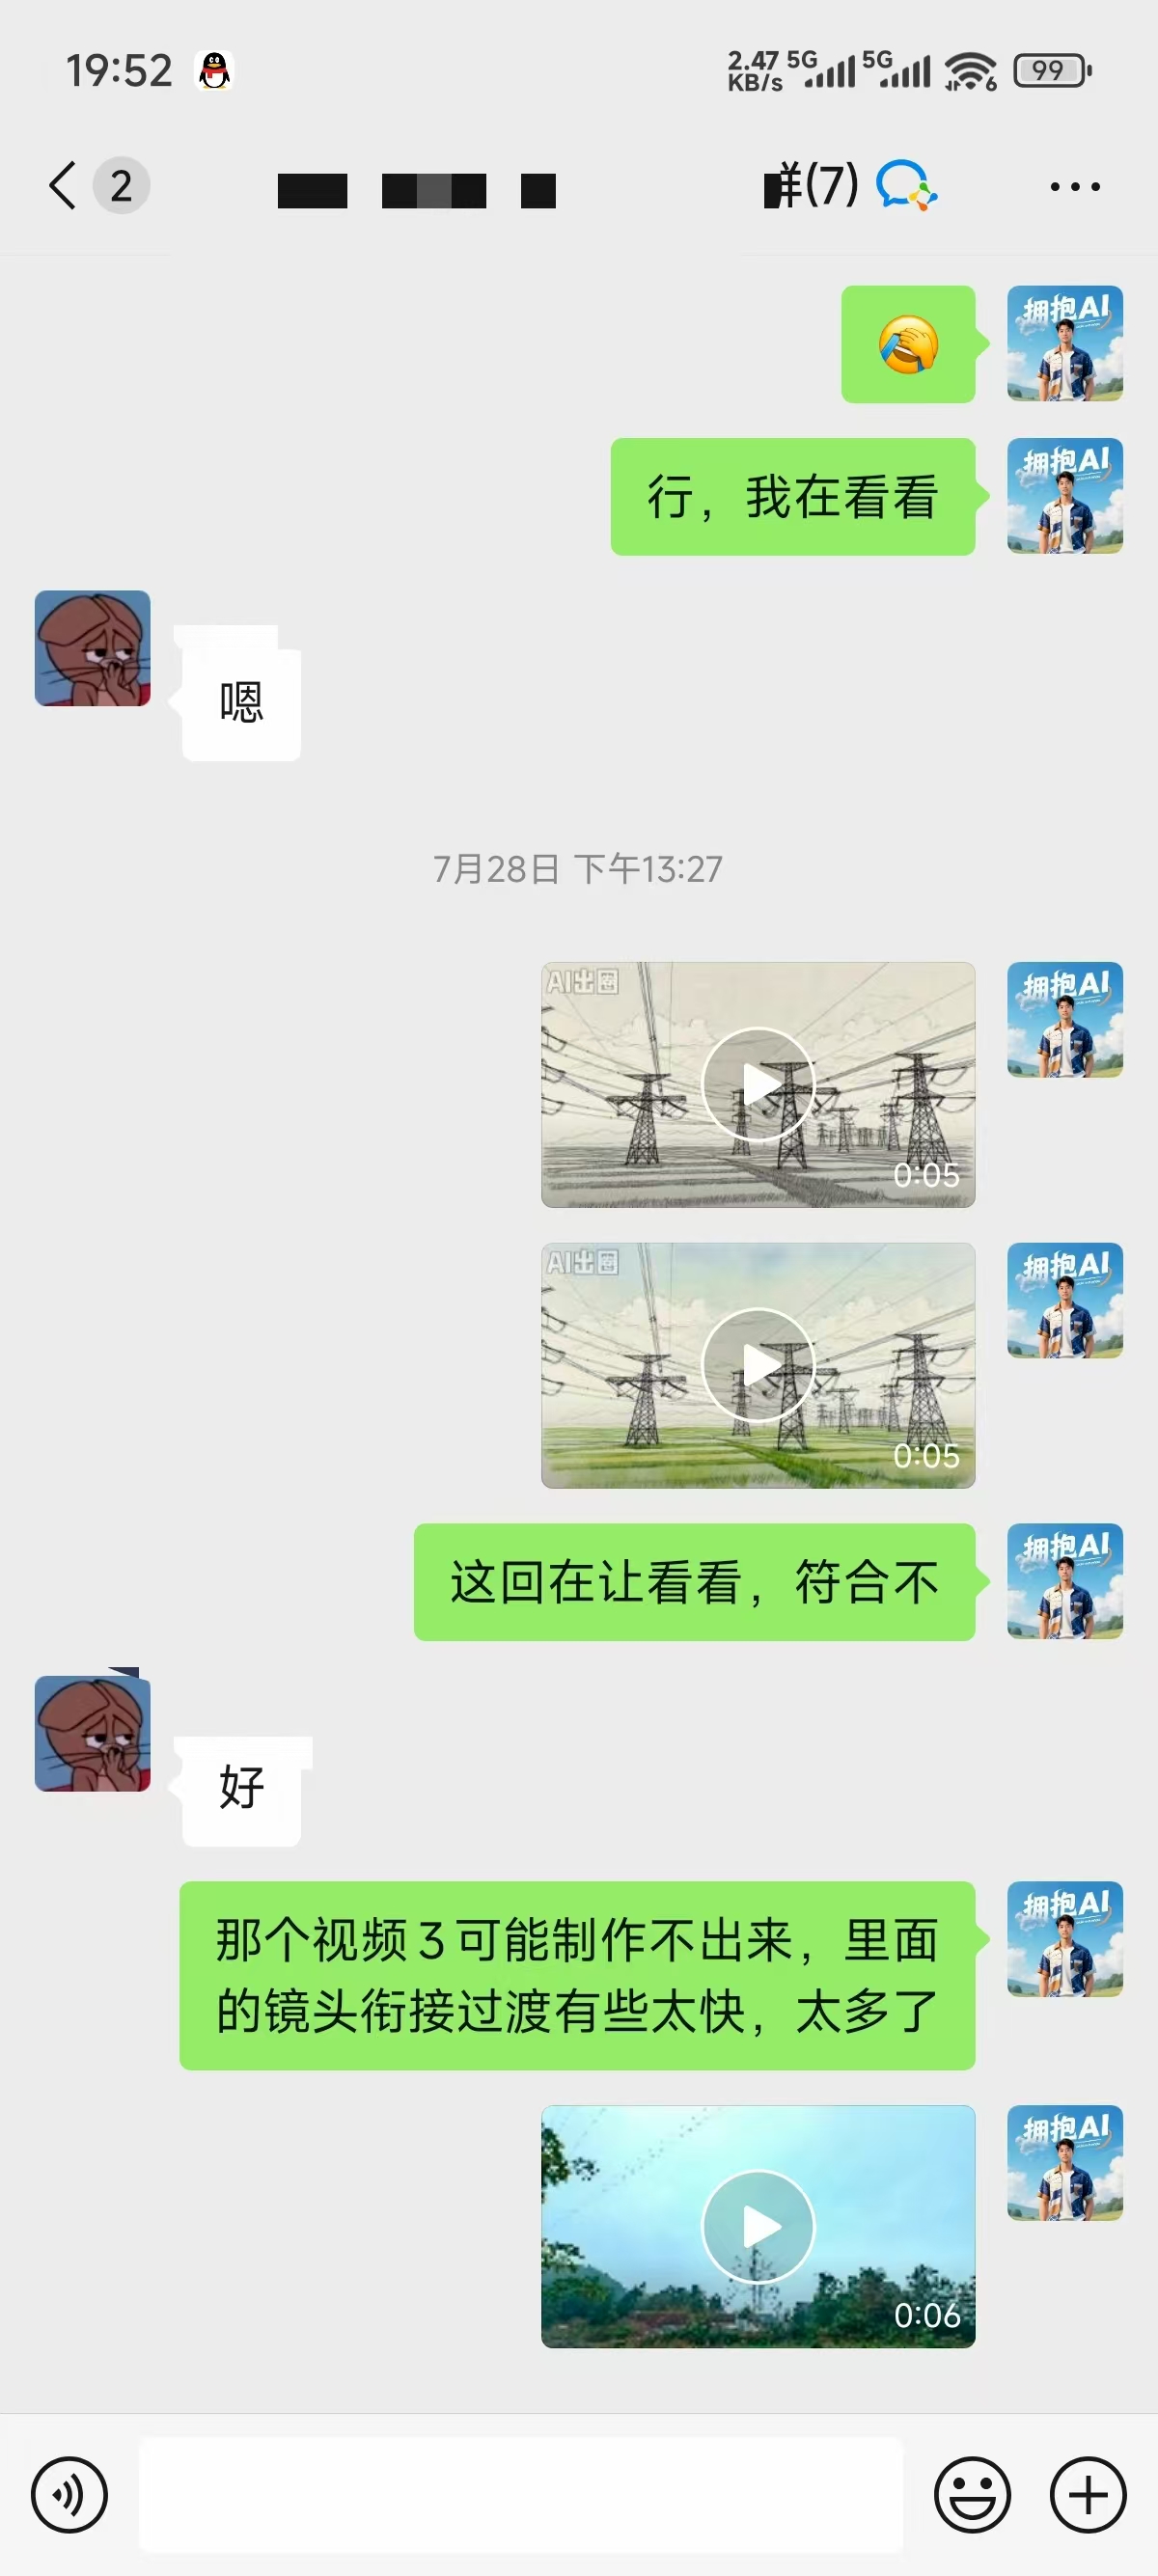 19:52
2.47 KB/s 5G 5G 6 99
2
群(7)
拥抱AI
行，我在看看
拥抱AI
嗯
7月28日 下午13:27
AI出圈
0:05
拥抱AI
AI出圈
0:05
拥抱AI
这回在让看看，符合不
拥抱AI
好
那个视频3可能制作不出来，里面
的镜头衔接过渡有些太快，太多了
拥抱AI
0:06
拥抱AI